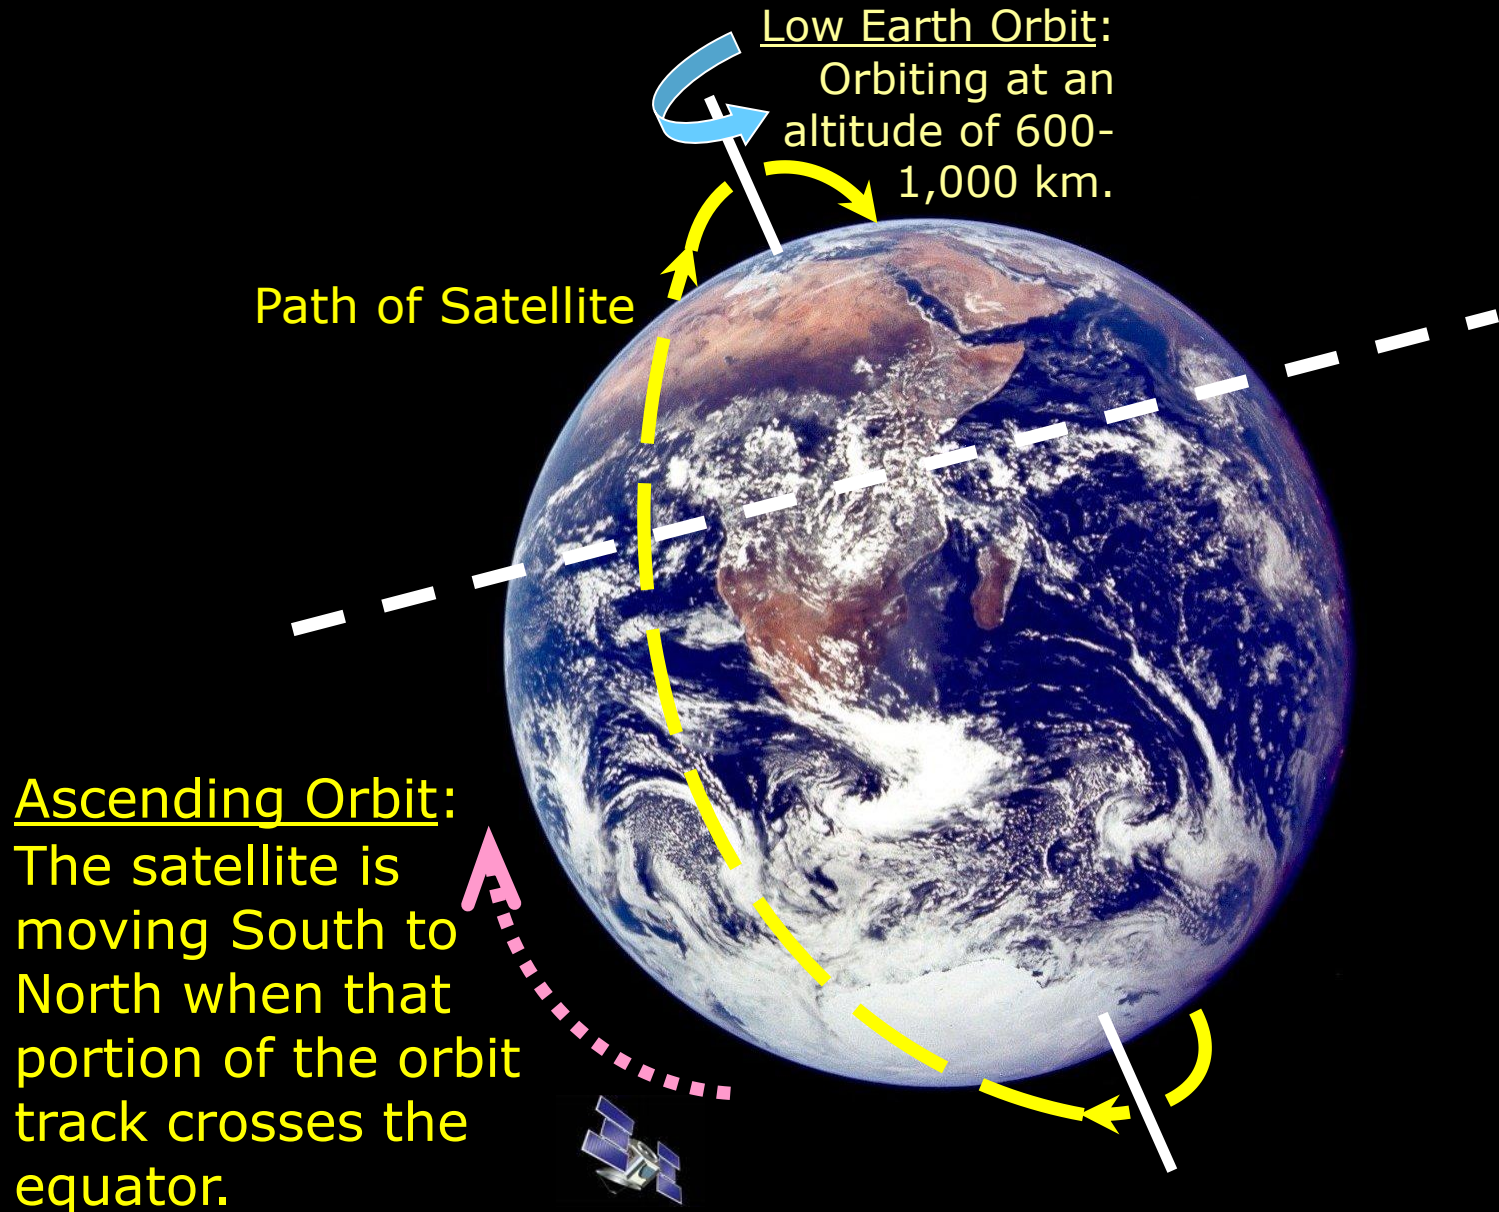 Low Earth Orbit:
Orbiting at an
altitude of 600-
1,000 km.
Path of Satellite
Ascending Orbit:
The satellite is
moving South to
North when that
portion of the orbit
track crosses the
equator.